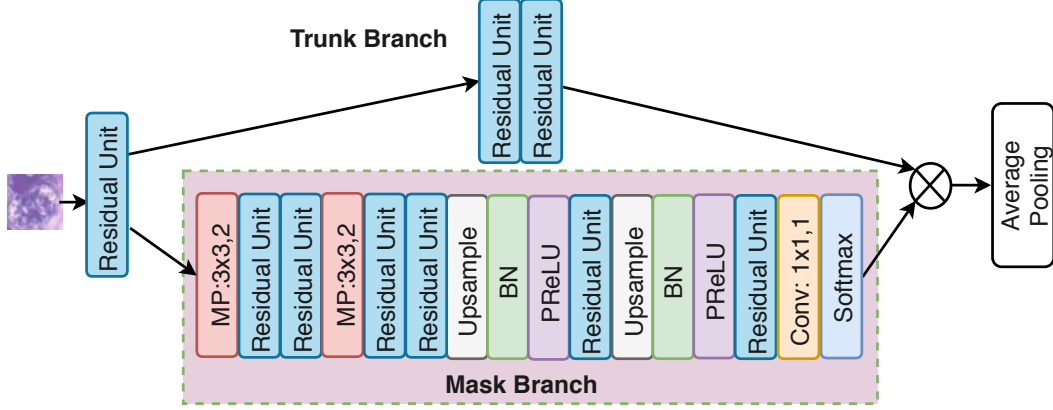 Trunk Branch
Residual Unit
Residual Unit
Residual Unit
MP:3x3,2
Residual Unit
Residual Unit
MP:3x3,2
Residual Unit
Residual Unit
Upsample
BN
PReLU
Residual Unit
Upsample
BN
PReLU
Residual Unit
Conv: 1x1,1
Softmax
Mask Branch
Average
Pooling